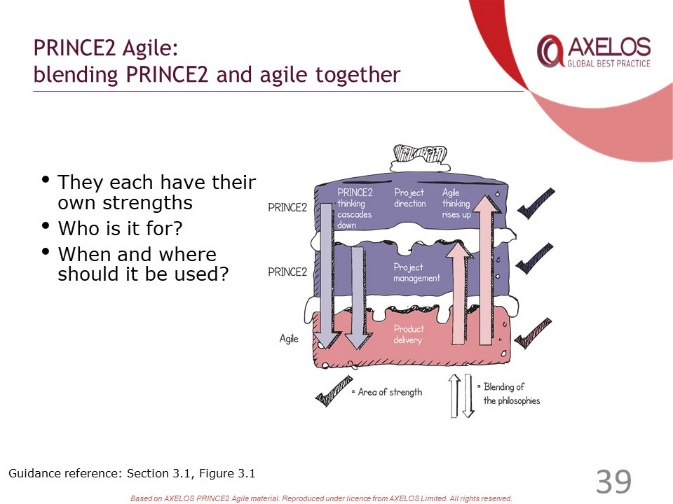 PRINCE2 Agile:
blending PRINCE2 and agile together
AXELOS
GLOBAL BEST PRACTICE
• They each have their
own strengths
• Who is it for?
• When and where
should it be used?
PRINCE2
PRINCE2
thinking
cascades
down
Project
direction
Agile
thinking
rises up
PRINCE2
Project
management
Agile
Product
delivery
= Area of strength
= Blending of
the philosophies
Guidance reference: Section 3.1, Figure 3.1
39
Based on AXELOS PRINCE2 Agile material. Reproduced under licence from AXELOS Limited. All rights reserved.